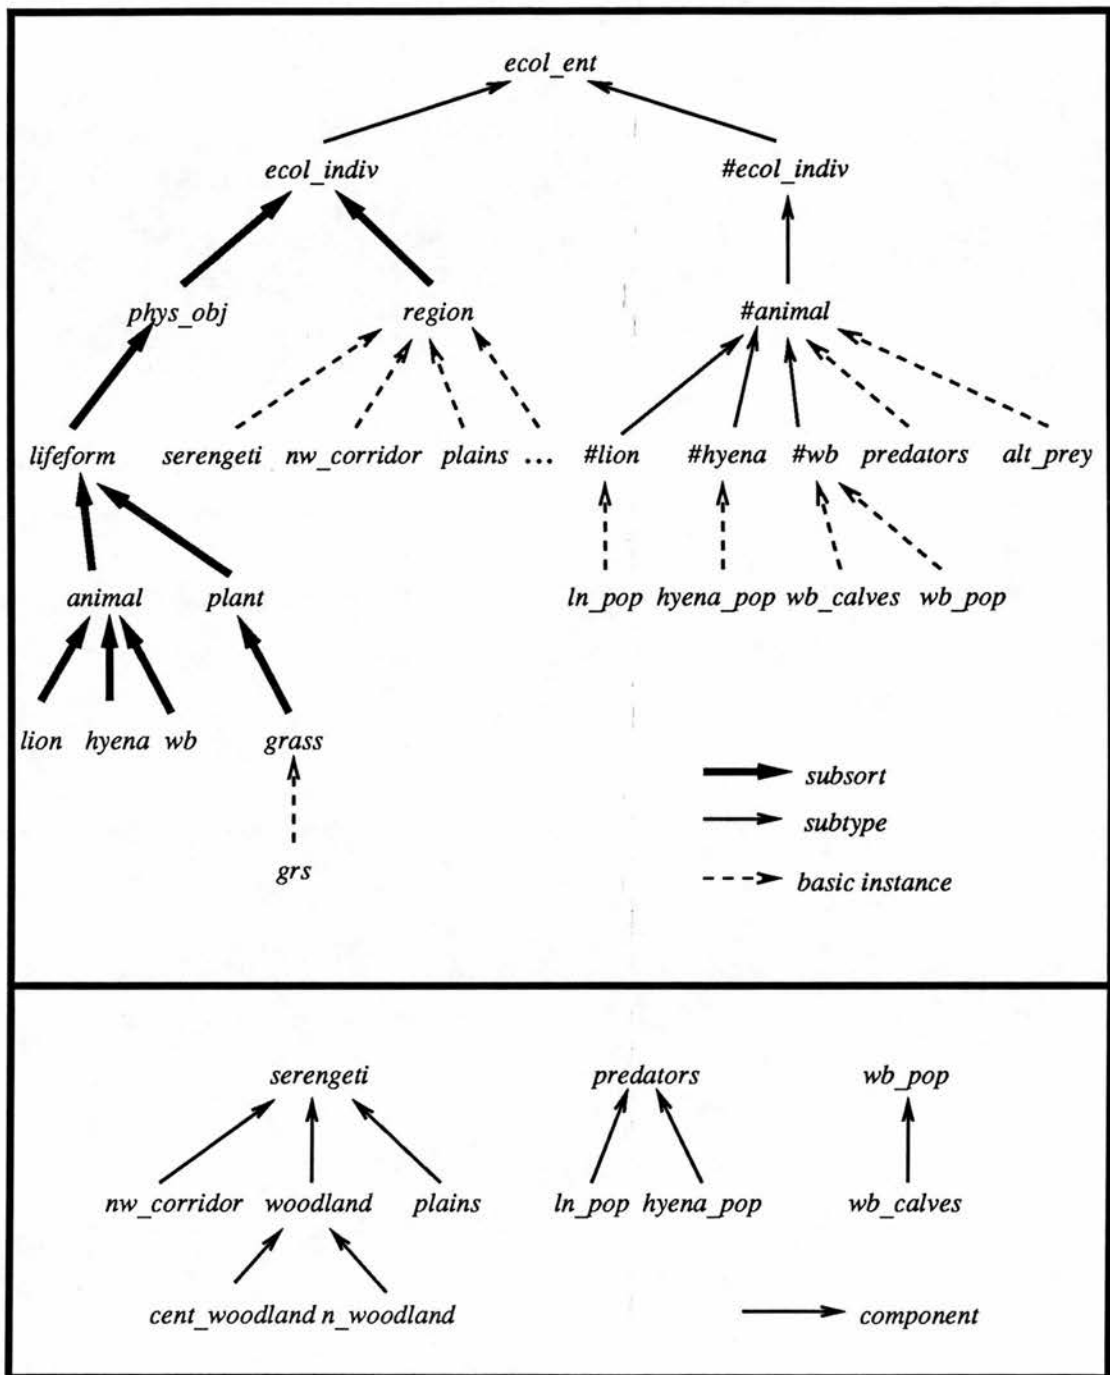 ecol_ent
ecol_indiv #ecol_indiv
phys_obj region #animal
lifeform serengeti nw_corridor plains ... #lion #hyena #wb predators alt_prey
animal plant ln_pop hyena_pop wb_calves wb_pop
lion hyena wb grass
subsort
subtype
grs
basic instance
serengeti predators wb_pop
nw_corridor woodland plains ln_pop hyena_pop wb_calves
cent_woodland n_woodland component